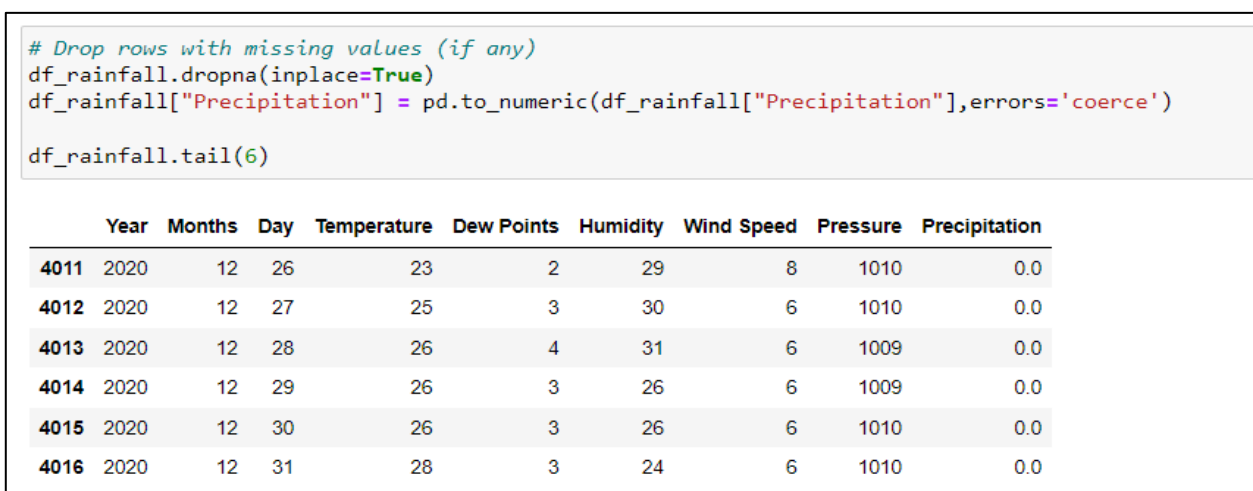 # Drop rows with missing values (if any)
df_rainfall.dropna(inplace=True)
df_rainfall["Precipitation"] = pd.to_numeric(df_rainfall["Precipitation"],errors='coerce')
df_rainfall.tail(6)
Year Months Day Temperature Dew Points Humidity Wind Speed Pressure Precipitation
4011 2020 12 26 23 2 29 8 1010 0.0
4012 2020 12 27 25 3 30 6 1010 0.0
4013 2020 12 28 26 4 31 6 1009 0.0
4014 2020 12 29 26 3 26 6 1009 0.0
4015 2020 12 30 26 3 26 6 1010 0.0
4016 2020 12 31 28 3 24 6 1010 0.0